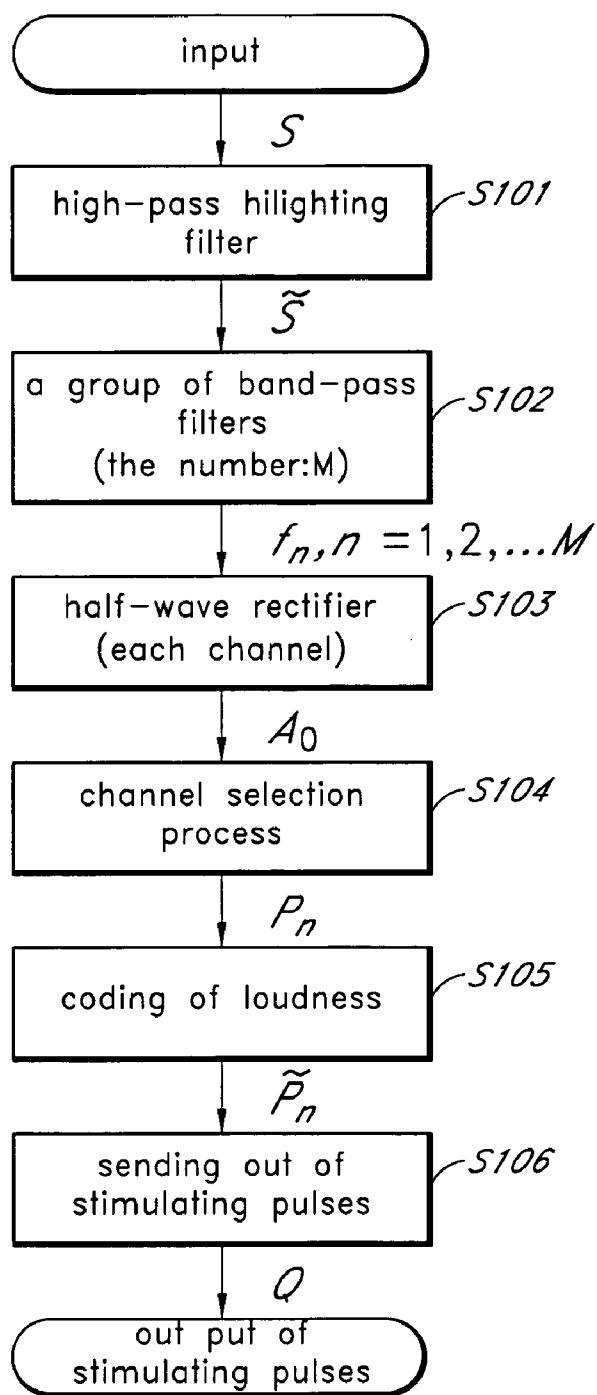 input
S
high-pass hilighting
filter
S101
S̃
a group of band-pass
filters
(the number:M)
S102
fₙ, n = 1,2,...M
half-wave rectifier
(each channel)
S103
A₀
channel selection
process
S104
Pₙ
coding of loudness
S105
P̃ₙ
sending out of
stimulating pulses
S106
Q
out put of
stimulating pulses